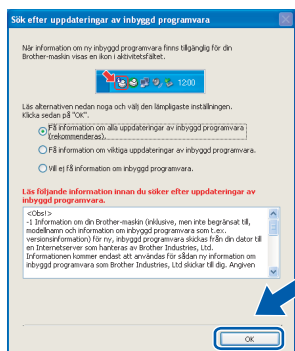 Sök efter uppdateringar av inbyggd programvara
När information om ny inbyggd programvara finns tillgänglig för din
Brother-maskin visas en ikon i aktivitetsfältet.
1200
Läs alternativen nedan noga och välj den lämpligaste inställningen.
Klicka sedan på "OK".
Få information om alla uppdateringar av inbyggd programvara
(rekommenderas).
Få information om viktiga uppdateringar av inbyggd programvara.
Vill ej få information om inbyggd programvara.
Läs följande information innan du söker efter uppdateringar av
inbyggd programvara.
<Obs!>
-1 Information om din Brother-maskin (inklusive, men inte begränsat till,
modellnamn och information om inbyggd programvara som t.ex.
versionsinformation) för ny, inbyggd programvara skickas från din dator till
en Internetserver som hanteras av Brother Industries, Ltd.
Informationen kommer endast att användas för sådan ny information om
inbyggd programvara som Brother Industries, Ltd skickar till dig. Angiven
OK